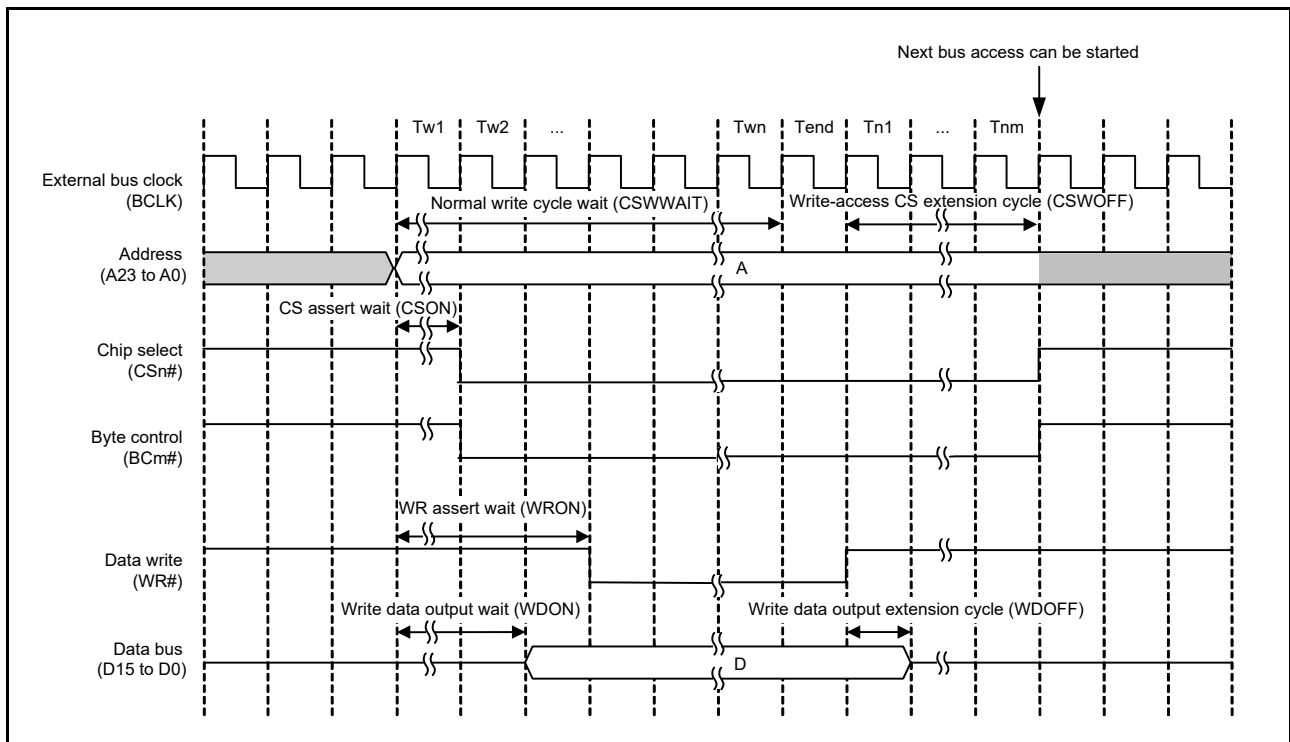 Next bus access can be started
Tw1 Tw2 ... Twn Tend Tn1 ... Tnm
External bus clock
(BCLK)
Normal write cycle wait (CSWWAIT)
Write-access CS extension cycle (CSWOFF)
Address
(A23 to A0)
A
CS assert wait (CSON)
Chip select
(CSn#)
Byte control
(BCm#)
WR assert wait (WRON)
Data write
(WR#)
Write data output wait (WDON)
Write data output extension cycle (WDOFF)
Data bus
(D15 to D0)
D